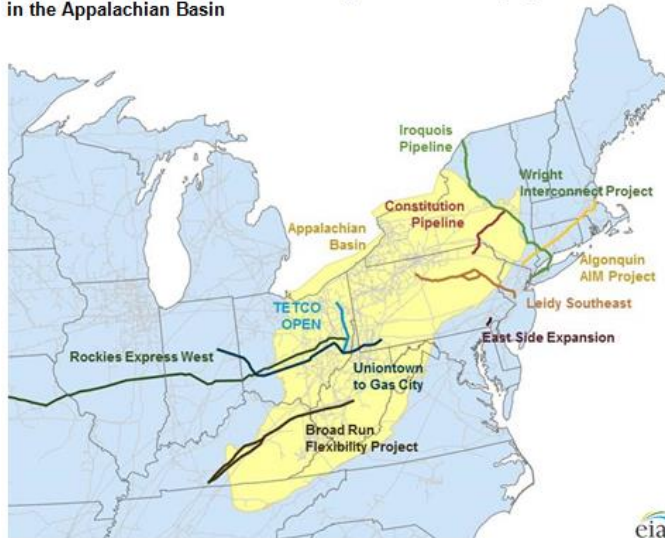 in the Appalachian Basin
Iroquois
Pipeline
Wright
Interconnect Project
Constitution
Pipeline
Appalachian
Basin
Algonquin
AIM Project
Leidy Southeast
TETCO
OPEN
East Side Expansion
Rockies Express West
Uniontown
to Gas City
Broad Run
Flexibility Project
eia